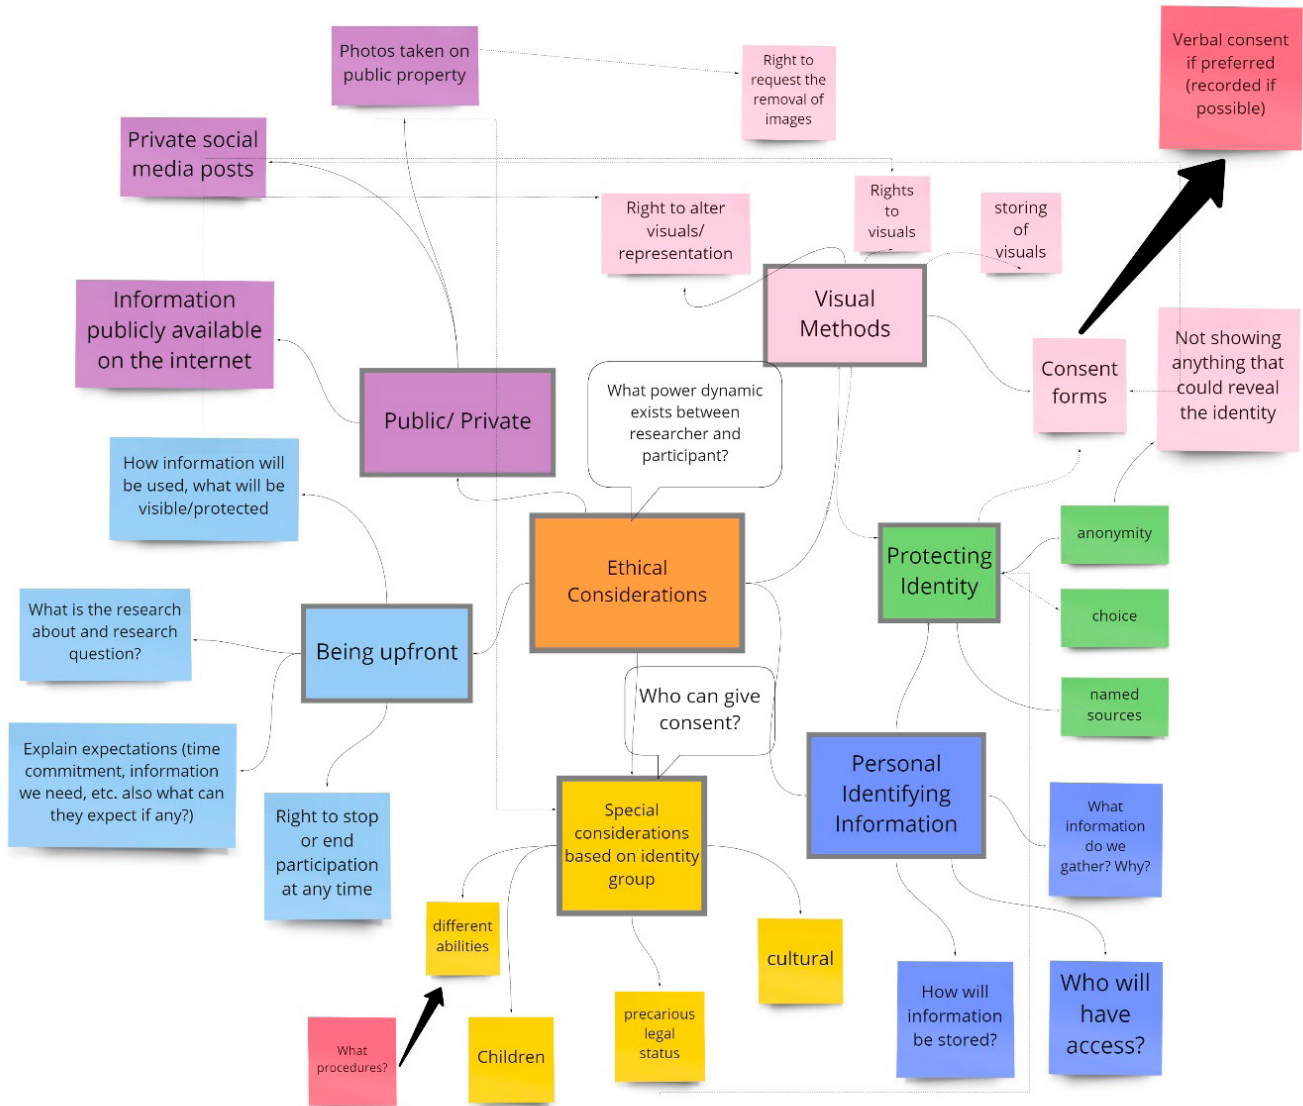 Photos taken on
public property
Right to
request the
removal of
images
Verbal consent
if preferred
(recorded if
possible)
Private social
media posts
Right to alter
visuals/
representation
Rights
to
visuals
storing
of
visuals
Information
publicly available
on the internet
Visual
Methods
Consent
forms
Not showing
anything that
could reveal
the identity
Public/ Private
What power dynamic
exists between
researcher and
participant?
How information will
be used, what will be
visible/protected
Ethical
Considerations
Protecting
Identity
anonymity
choice
named
sources
What is the research
about and research
question?
Being upfront
Who can give
consent?
Explain expectations (time
commitment, information
we need, etc. also what can
they expect if any?)
Right to stop
or end
participation
at any time
Special
considerations
based on identity
group
Personal
Identifying
Information
What
information
do we
gather? Why?
different
abilities
cultural
How will
information
be stored?
Who will
have
access?
What
procedures?
Children
precarious
legal
status